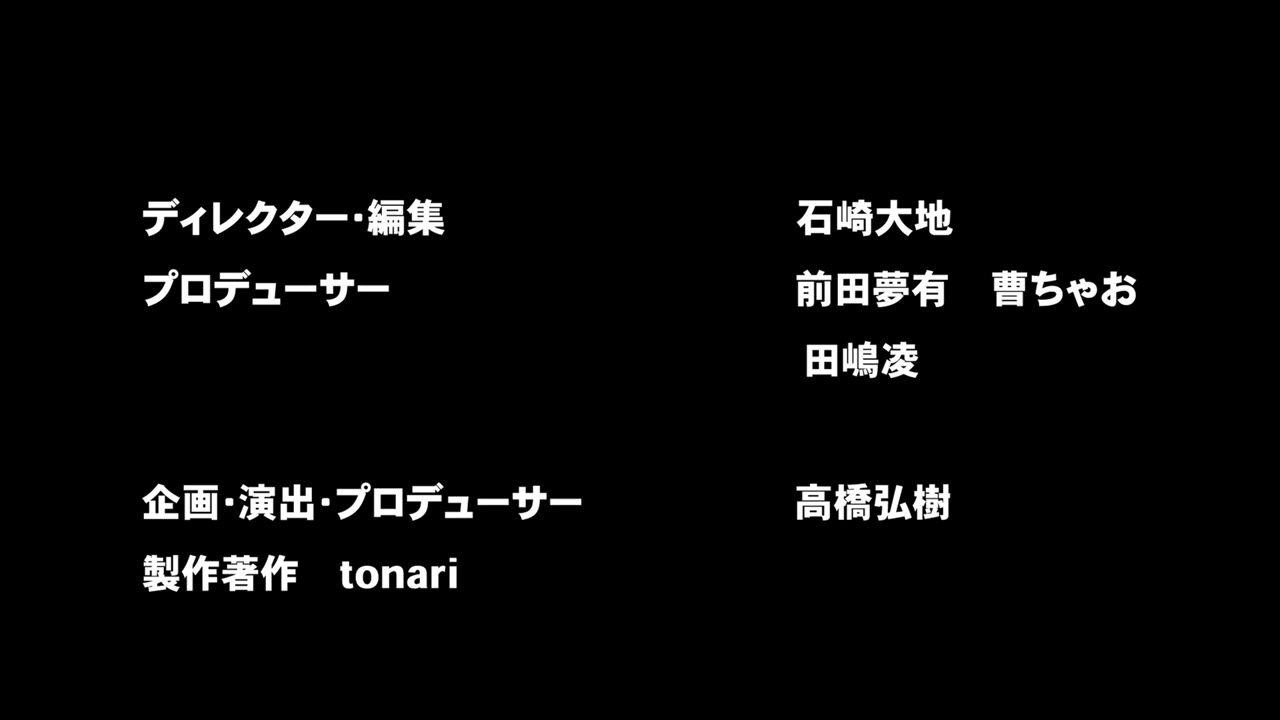 ディレクター・編集　石崎大地
プロデューサー　前田夢有　曹ちゃお
田嶋凌
企画・演出・プロデューサー　高橋弘樹
製作著作　tonari